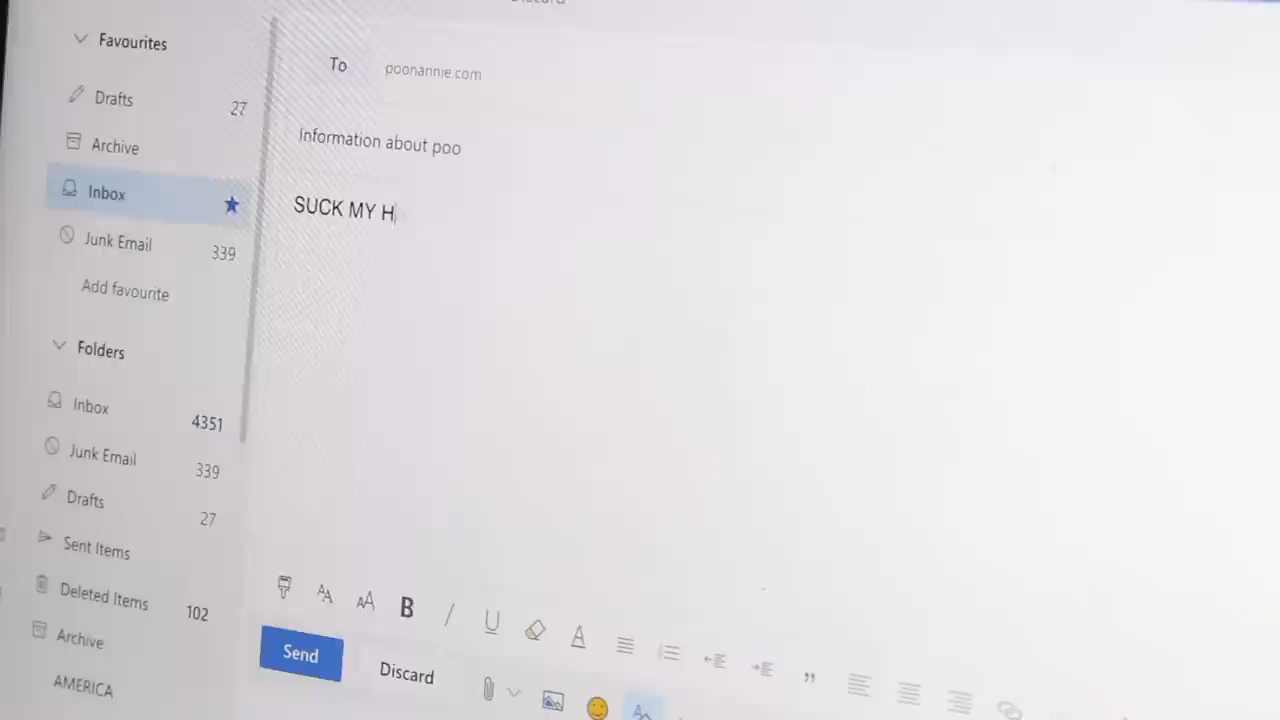 Favourites
To poonannie.com
Drafts 27
Archive
Information about poo
Inbox
SUCK MY H
Junk Email 339
Add favourite
Folders
Inbox 4351
Junk Email 339
Drafts 27
Sent Items
Deleted Items 102
B / U A
Archive
Send Discard
AMERICA